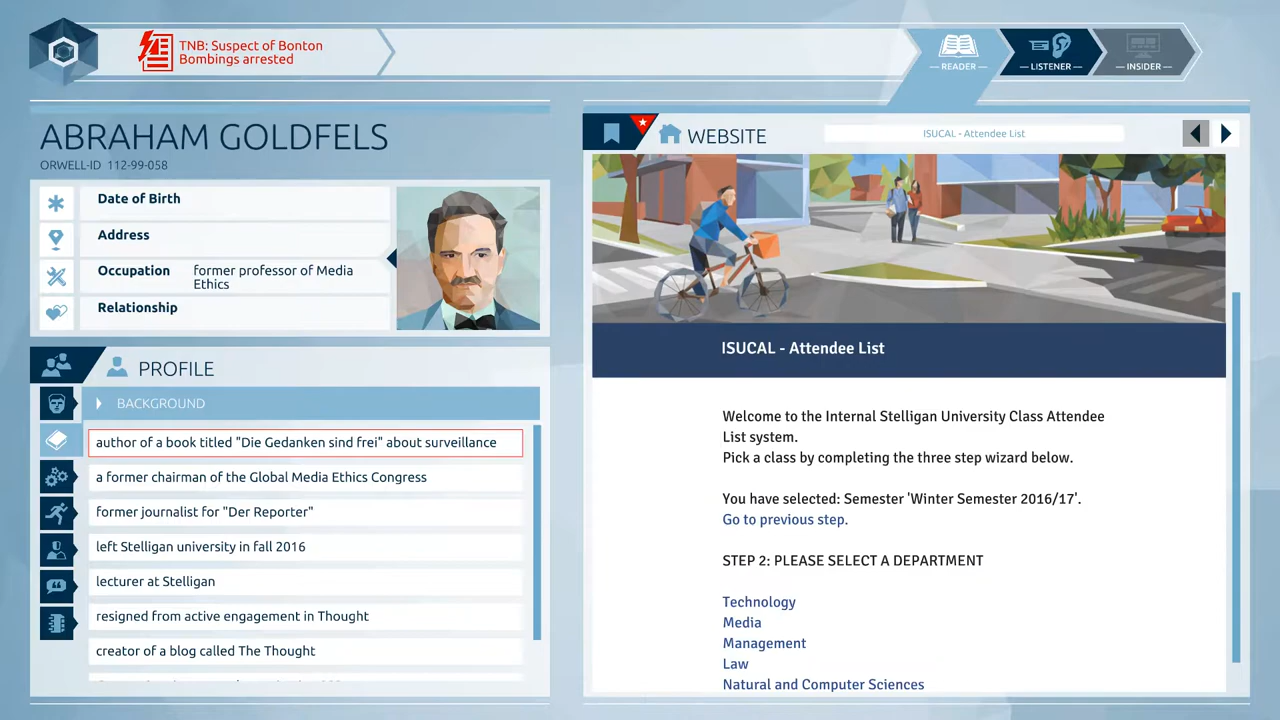 TNB: Suspect of Bonton
Bombings arrested
— READER —
— LISTENER —
— INSIDER —
ABRAHAM GOLDFELS
ORWELL-ID 112-99-058
Date of Birth
Address
Occupation former professor of Media
Ethics
Relationship
PROFILE
BACKGROUND
author of a book titled "Die Gedanken sind frei" about surveillance
a former chairman of the Global Media Ethics Congress
former journalist for "Der Reporter"
left Stelligan university in fall 2016
lecturer at Stelligan
resigned from active engagement in Thought
creator of a blog called The Thought
WEBSITE
ISUCAL - Attendee List
ISUCAL - Attendee List
Welcome to the Internal Stelligan University Class Attendee
List system.
Pick a class by completing the three step wizard below.
You have selected: Semester 'Winter Semester 2016/17'.
Go to previous step.
STEP 2: PLEASE SELECT A DEPARTMENT
Technology
Media
Management
Law
Natural and Computer Sciences